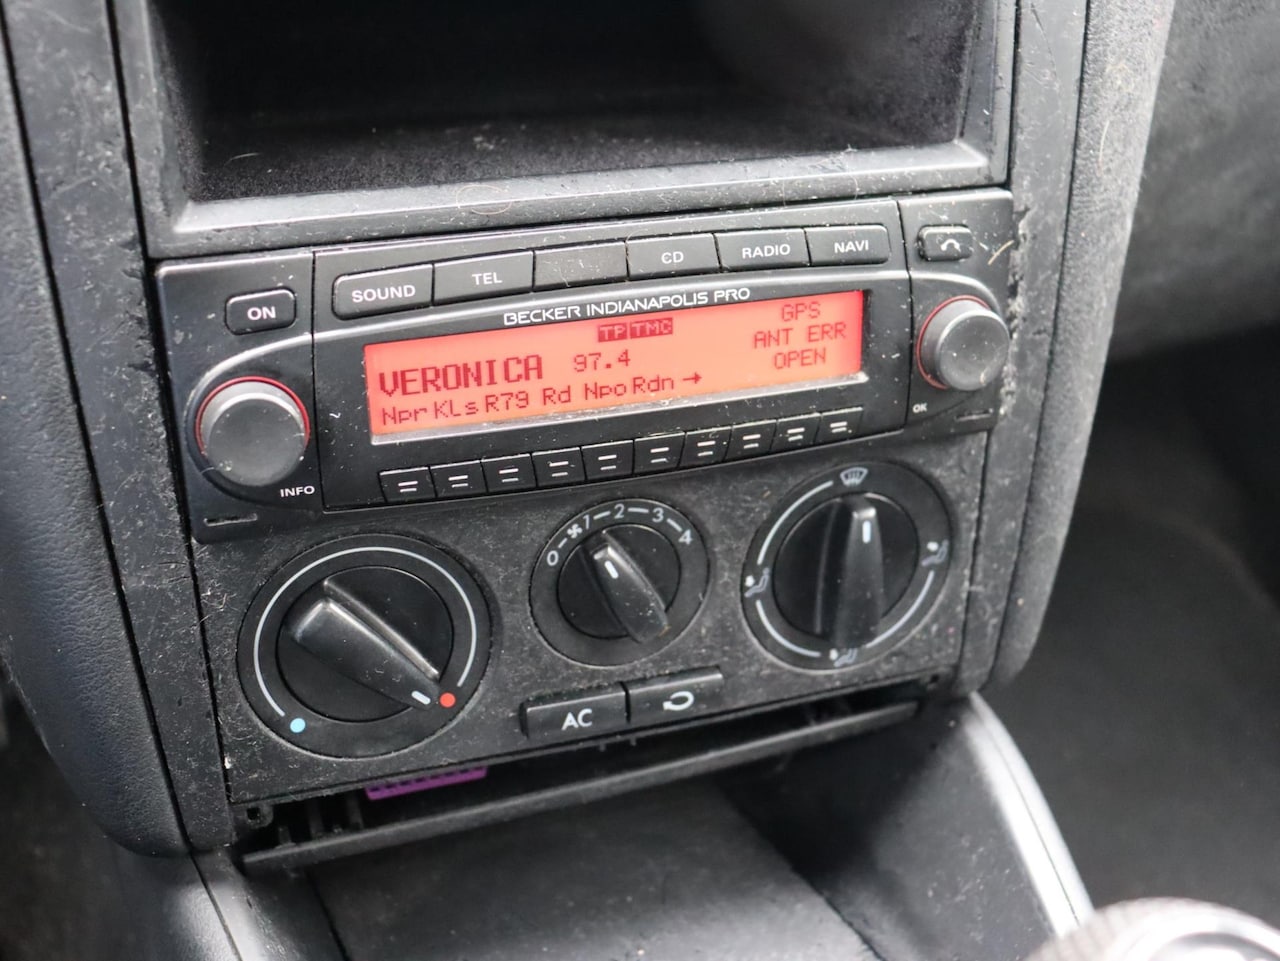 SOUND TEL CD RADIO NAVI
ON
BECKER INDIANAPOLIS PRO
TP TMC
GPS
ANT ERR
OPEN
VERONICA 97.4
Npr Kls R79 Rd Npo Rdn →
INFO
OK
0 1 2 3 4
AC